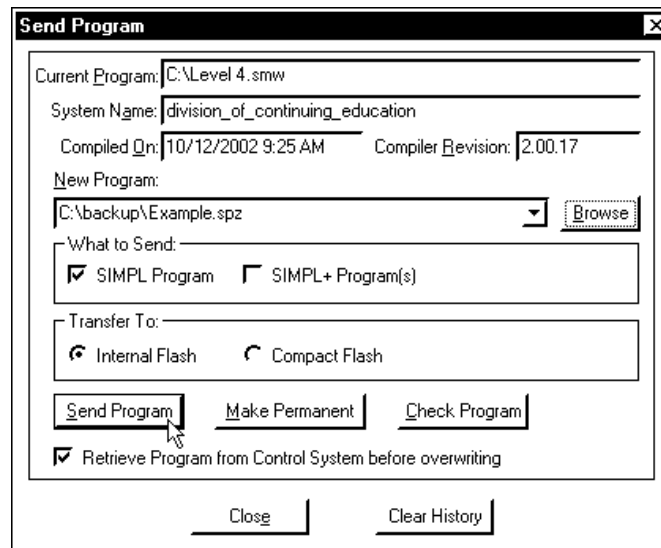 Send Program
Current Program: C:\Level 4.smw
System Name: division_of_continuing_education
Compiled On: 10/12/2002 9:25 AM Compiler Revision: 2.00.17
New Program:
C:\backup\Example.spz Browse
What to Send:
SIMPL Program SIMPL+ Program(s)
Transfer To:
Internal Flash Compact Flash
Send Program Make Permanent Check Program
Retrieve Program from Control System before overwriting
Close Clear History